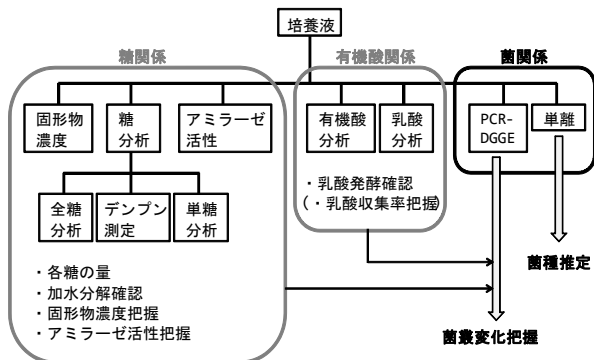 培養液
糖関係
有機酸関係
菌関係
固形物
濃度
糖
分析
アミラーゼ
活性
有機酸
分析
乳酸
分析
PCR-
DGGE
単離
全糖
分析
デンプン
測定
単糖
分析
・乳酸発酵確認
(・乳酸収集率把握)
・各糖の量
・加水分解確認
・固形物濃度把握
・アミラーゼ活性把握
菌種推定
菌叢変化把握